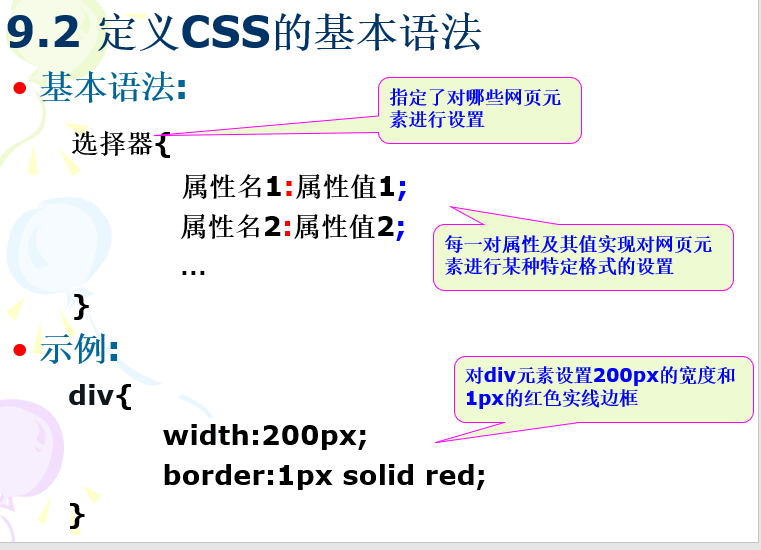 9.2 定义CSS的基本语法
基本语法:
指定了对哪些网页元
素进行设置
选择器{
属性名1:属性值1;
属性名2:属性值2;
每一对属性及其值实现对网页元
素进行某种特定格式的设置
...
}
示例:
对div元素设置200px的宽度和
1px的红色实线边框
div{
width:200px;
border:1px solid red;
}